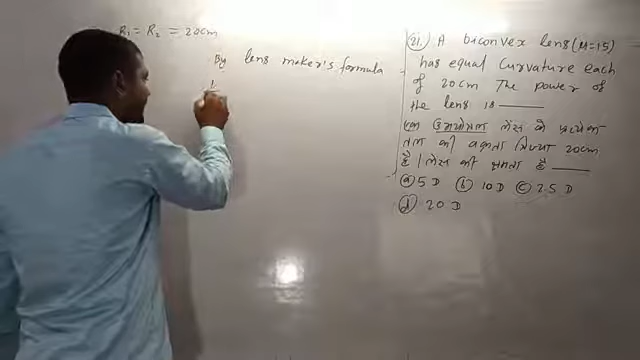 R₁ = R₂ = 20cm
By lens maker's formula
1
(21.) A biconvex lens (μ=1.5)
has equal curvature each
of 20cm The power of
the lens is ______
एक उभयोत्तल लेंस के प्रत्येक
तल की वक्रता त्रिज्या 20cm
है। लेंस की क्षमता है ______
(a) 5 D (b) 10 D (c) 2.5 D
(d) 20 D